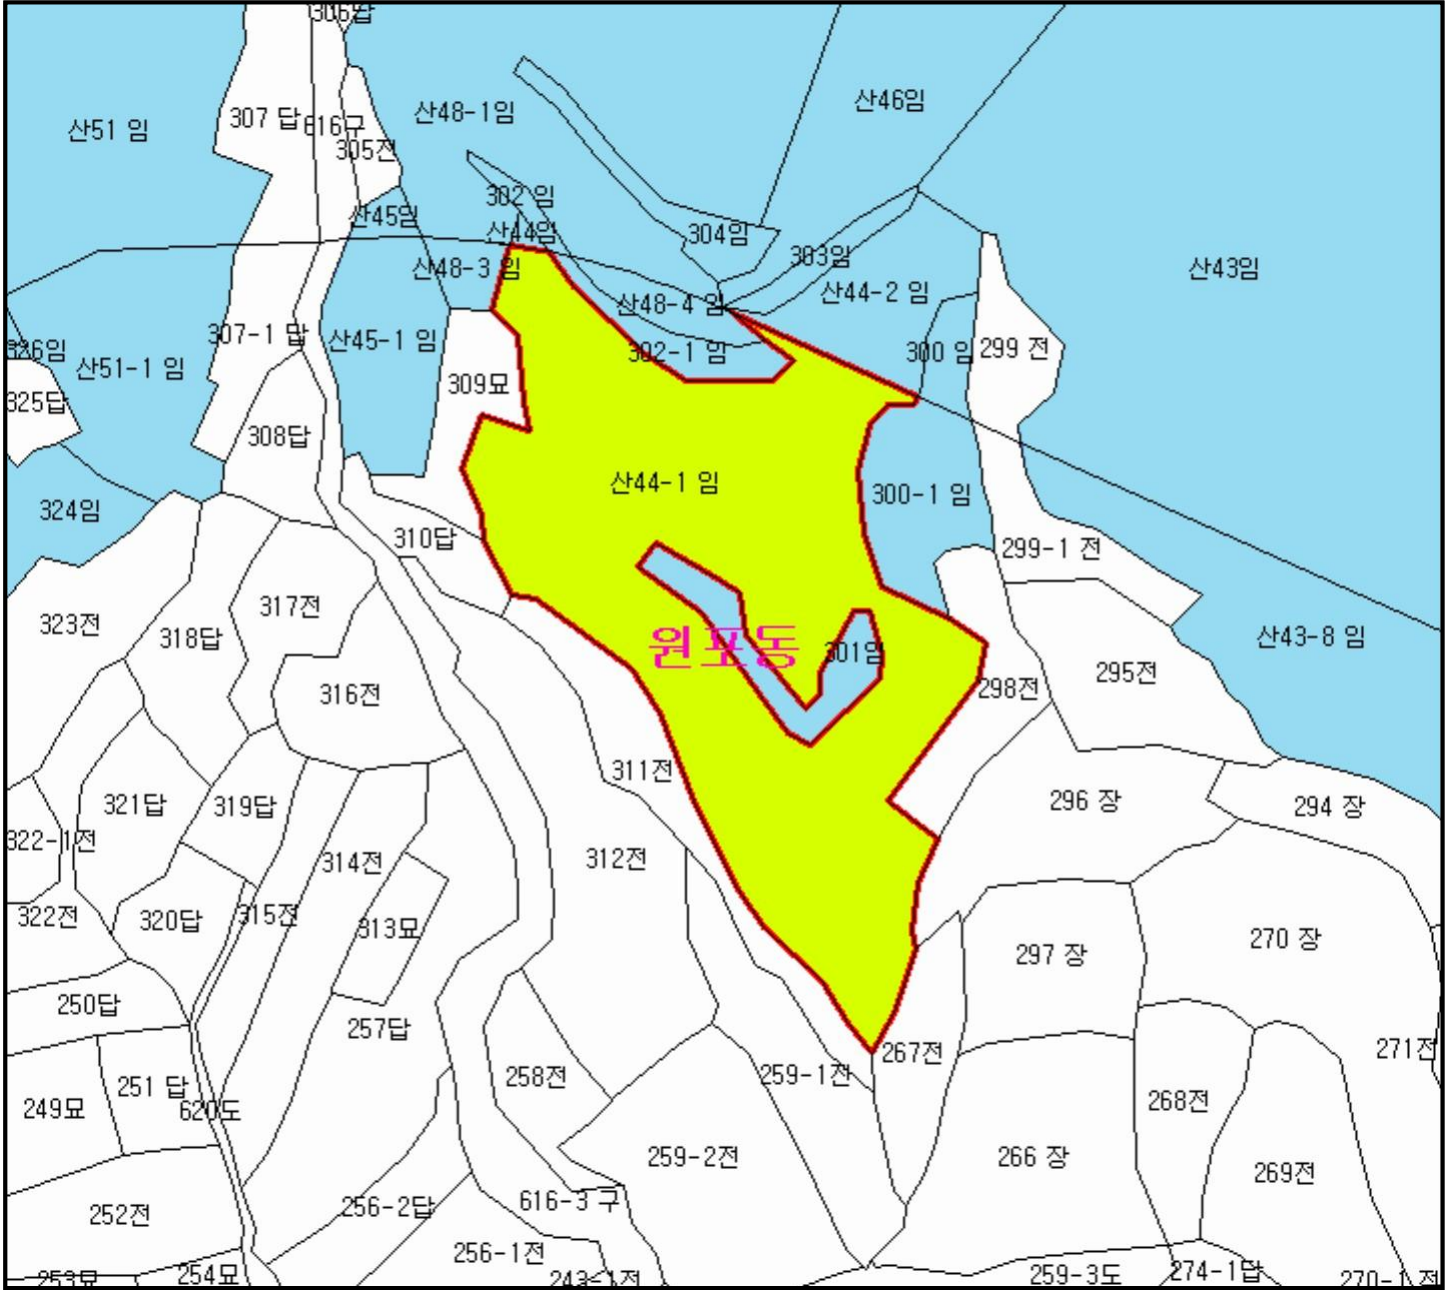 306답
산46임
산48-1임
307 답
616구
산51 임
305전
302 임
산45임
산44임
304임
303임
산43임
산48-3 임
산44-2 임
산48-4 임
307-1 답
산45-1 임
302-1 임
300 임
299 전
326임
산51-1 임
309묘
325답
308답
산44-1 임
300-1 임
324임
310답
299-1 전
317전
323전
318답
원포동
301임
산43-8 임
295전
298전
316전
311전
296 장
321답
319답
294 장
322-1전
312전
314전
322전
320답
315전
313묘
270 장
297 장
250답
257답
267전
271전
258전
259-1전
251 답
249묘
620도
268전
259-2전
266 장
269전
252전
256-2답
616-3 구
256-1전
253묘
254묘
243-1전
259-3도
274-1답
270-1 전